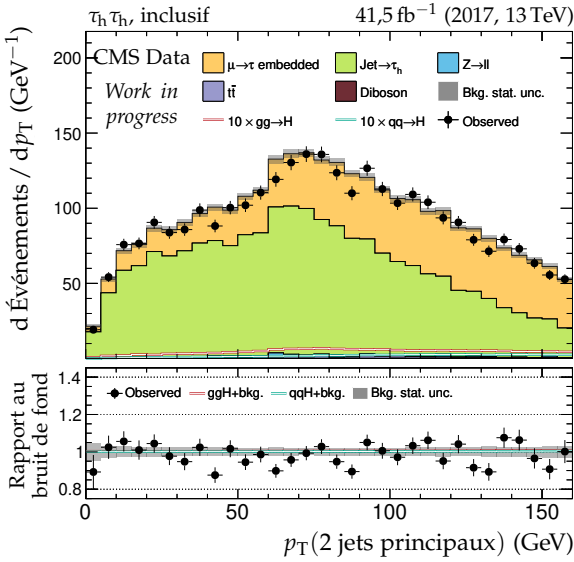 τₕτₕ, inclusif 41,5 fb⁻¹ (2017, 13 TeV)
CMS Data
Work in
progress
μ→τ embedded Jet→τₕ Z→ll
tt̄ Diboson Bkg. stat. unc.
10 × gg→H 10 × qq→H Observed
d Événements / dp_T (GeV⁻¹)
200
150
100
50
Observed ggH+bkg. qqH+bkg. Bkg. stat. unc.
Rapport au
bruit de fond
1.4
1.2
1
0.8
0 50 100 150
p_T(2 jets principaux) (GeV)